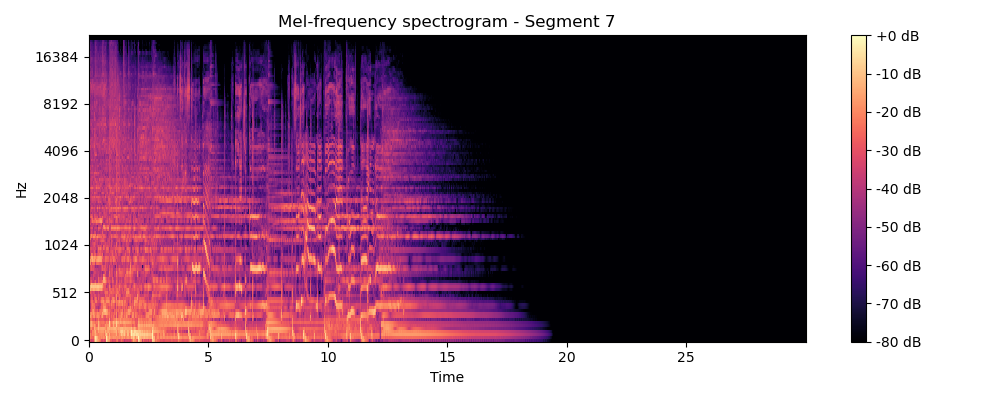 Mel-frequency spectrogram - Segment 7
16384
8192
4096
2048
1024
512
0
Hz
0
5
10
15
20
25
Time
+0 dB
-10 dB
-20 dB
-30 dB
-40 dB
-50 dB
-60 dB
-70 dB
-80 dB